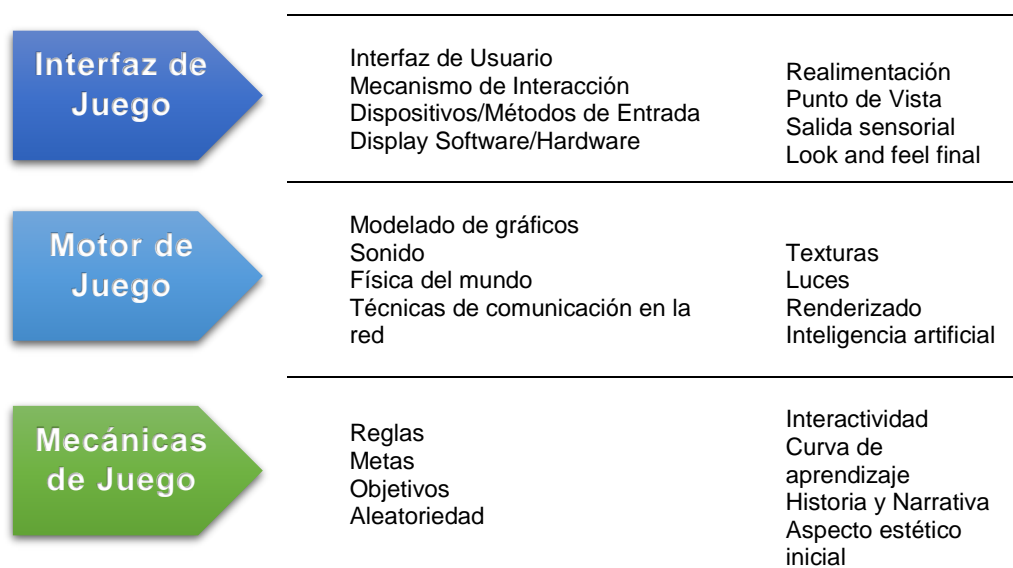 Interfaz de
Juego
Interfaz de Usuario
Mecanismo de Interacción
Dispositivos/Métodos de Entrada
Display Software/Hardware
Realimentación
Punto de Vista
Salida sensorial
Look and feel final
Motor de
Juego
Modelado de gráficos
Sonido
Física del mundo
Técnicas de comunicación en la
red
Texturas
Luces
Renderizado
Inteligencia artificial
Mecánicas
de Juego
Reglas
Metas
Objetivos
Aleatoriedad
Interactividad
Curva de
aprendizaje
Historia y Narrativa
Aspecto estético
inicial